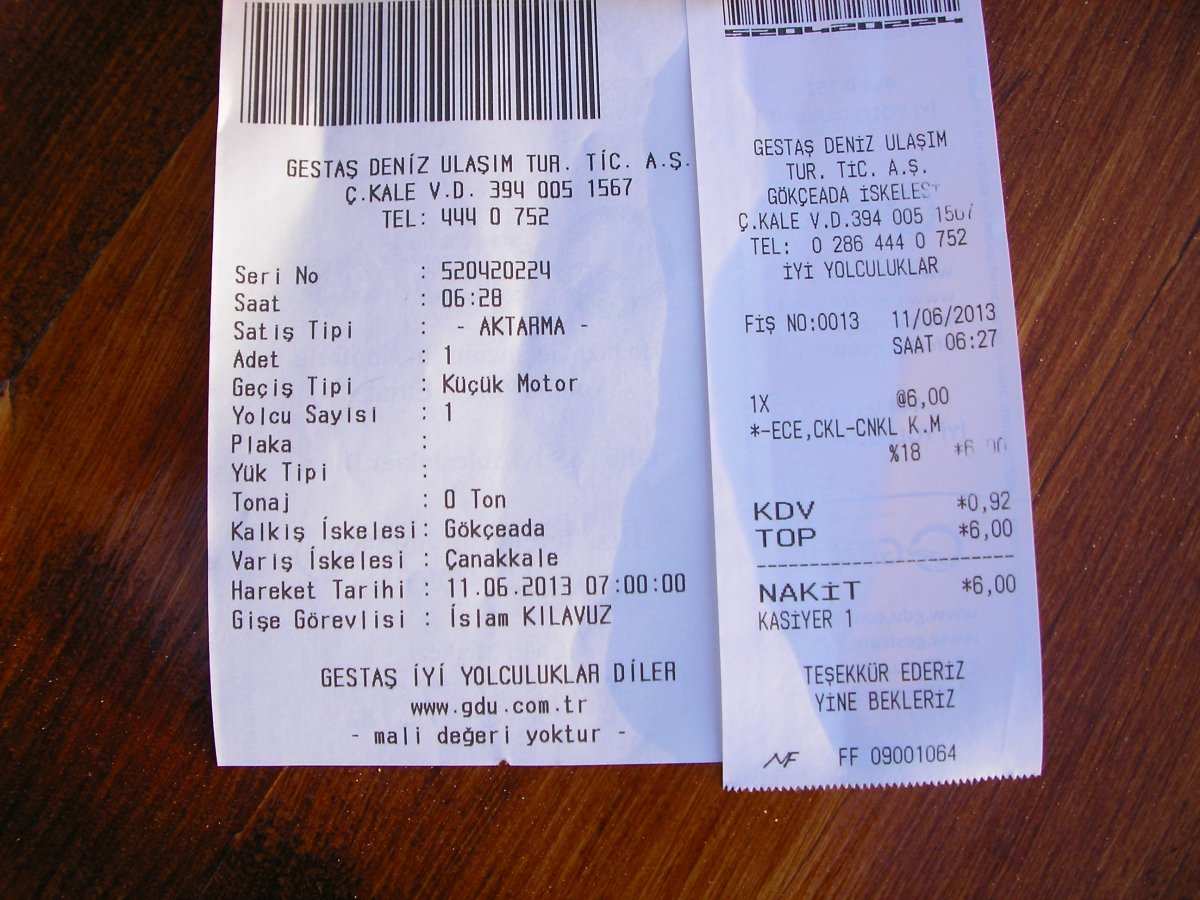 GESTAŞ DENİZ ULAŞIM TUR. TİC. A.Ş.
Ç.KALE V.D. 394 005 1567
TEL: 444 0 752
Seri No : 520420224
Saat : 06:28
Satış Tipi : - AKTARMA -
Adet : 1
Geçiş Tipi : Küçük Motor
Yolcu Sayisi : 1
Plaka :
Yük Tipi :
Tonaj : 0 Ton
Kalkiş İskelesi: Gökçeada
Variş İskelesi : Çanakkale
Hareket Tarihi : 11.06.2013 07:00:00
Gişe Görevlisi : İslam KILAVUZ
GESTAŞ İYİ YOLCULUKLAR DİLER
www.gdu.com.tr
- mali değeri yoktur -
520420224
GESTAŞ DENİZ ULAŞIM
TUR. TİC. A.Ş.
GÖKÇEADA İSKELESİ
Ç.KALE V.D.394 005 1567
TEL: 0 286 444 0 752
İYİ YOLCULUKLAR
FİŞ NO:0013 11/06/2013
SAAT 06:27
1X @6,00
*-ECE,CKL-CNKL K.M
%18 *6,00
KDV *0,92
TOP *6,00
NAKİT *6,00
KASİYER 1
TEŞEKKÜR EDERİZ
YİNE BEKLERİZ
MF FF 09001064